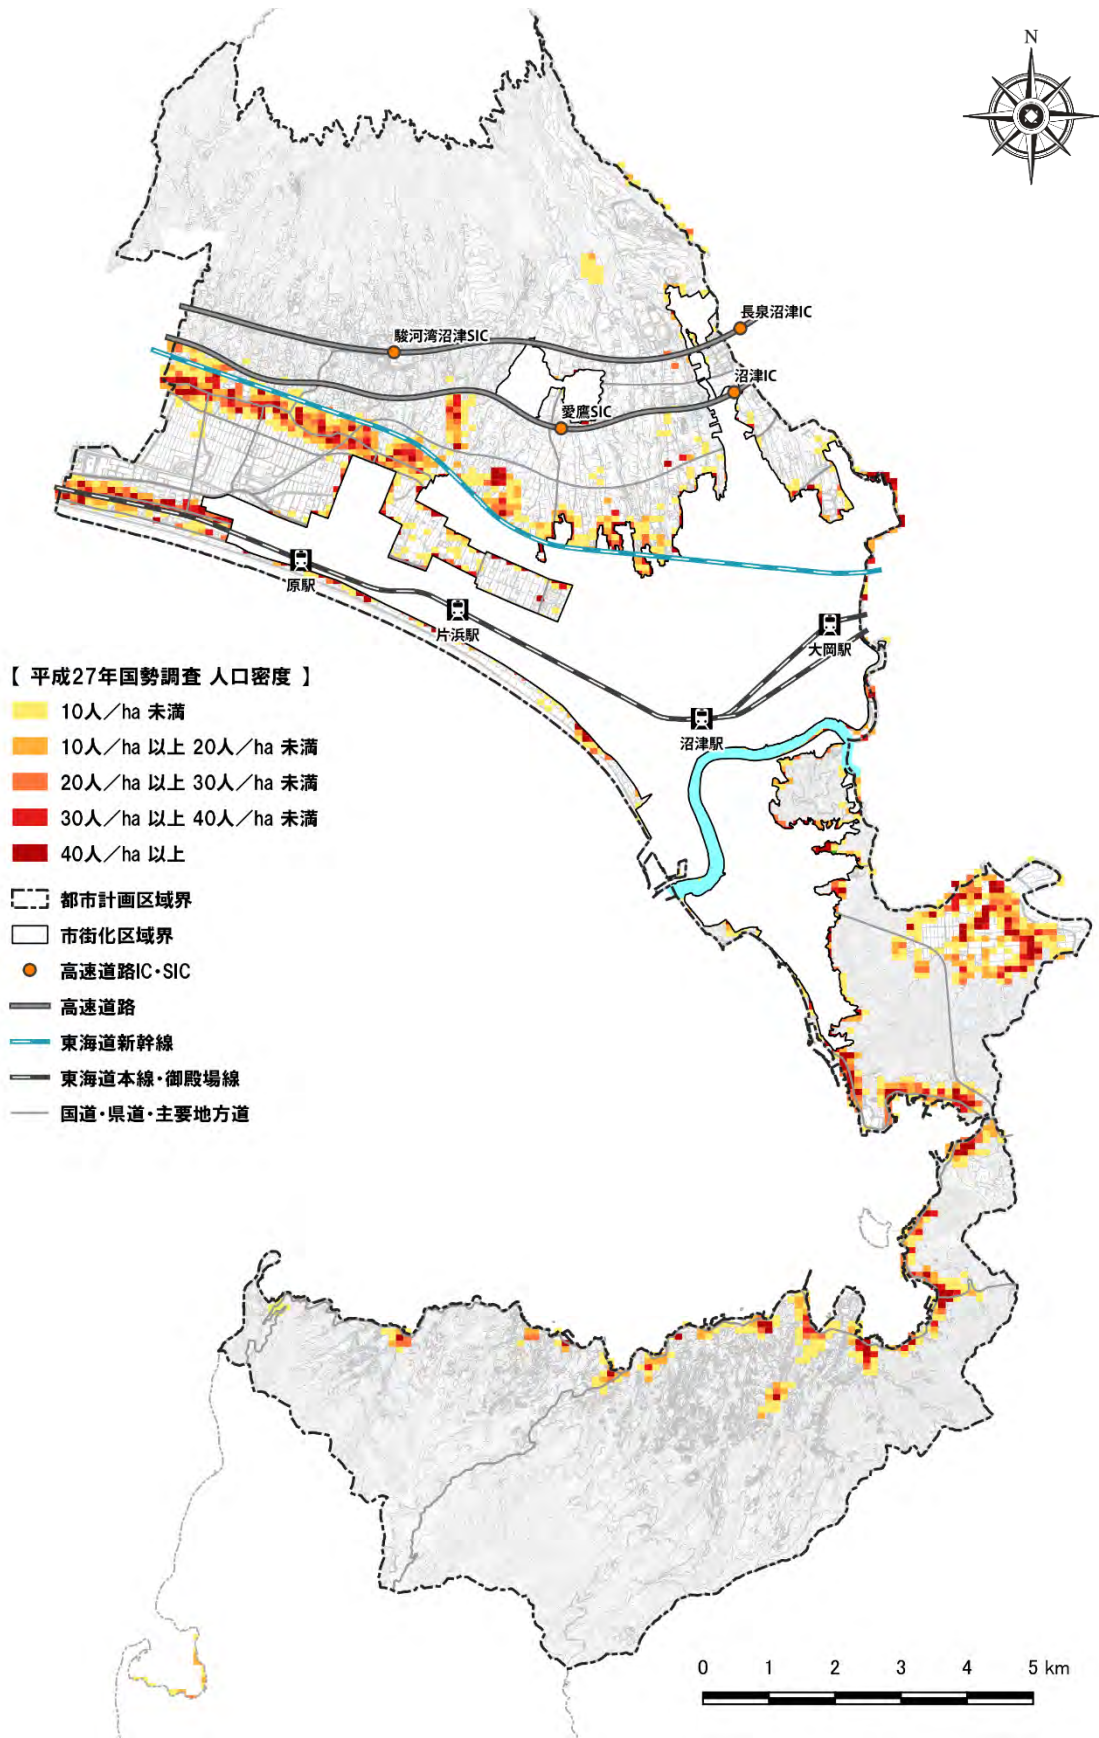 N
長泉沼津IC
駿河湾沼津SIC
沼津IC
愛鷹SIC
原駅
片浜駅
大岡駅
沼津駅
【 平成27年国勢調査 人口密度 】
10人／ha 未満
10人／ha 以上 20人／ha 未満
20人／ha 以上 30人／ha 未満
30人／ha 以上 40人／ha 未満
40人／ha 以上
都市計画区域界
市街化区域界
高速道路IC・SIC
高速道路
東海道新幹線
東海道本線・御殿場線
国道・県道・主要地方道
0 1 2 3 4 5 km